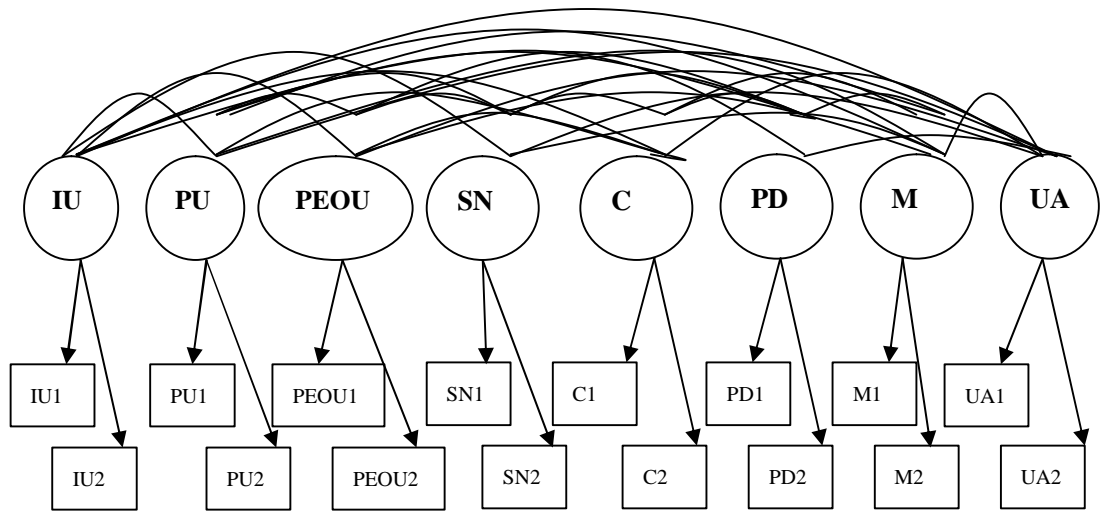 IU PU PEOU SN C PD M UA
IU1 PU1 PEOU1 SN1 C1 PD1 M1 UA1
IU2 PU2 PEOU2 SN2 C2 PD2 M2 UA2